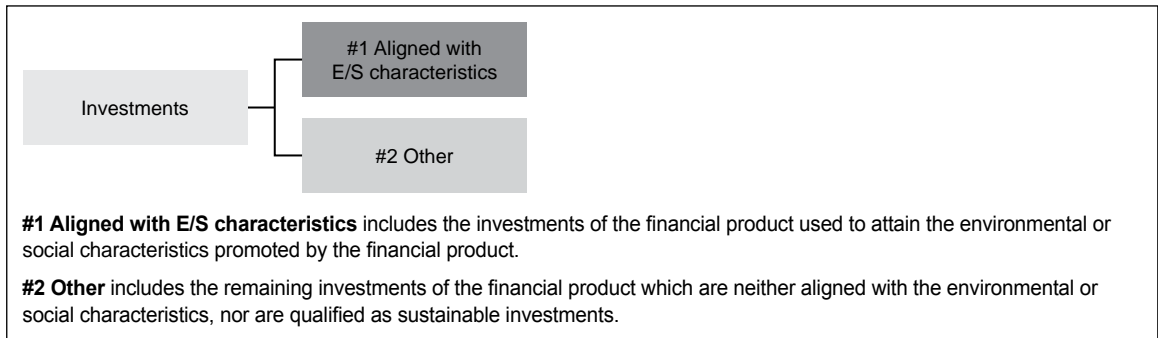 #1 Aligned with
E/S characteristics
Investments
#2 Other
#1 Aligned with E/S characteristics includes the investments of the financial product used to attain the environmental or
social characteristics promoted by the financial product.
#2 Other includes the remaining investments of the financial product which are neither aligned with the environmental or
social characteristics, nor are qualified as sustainable investments.